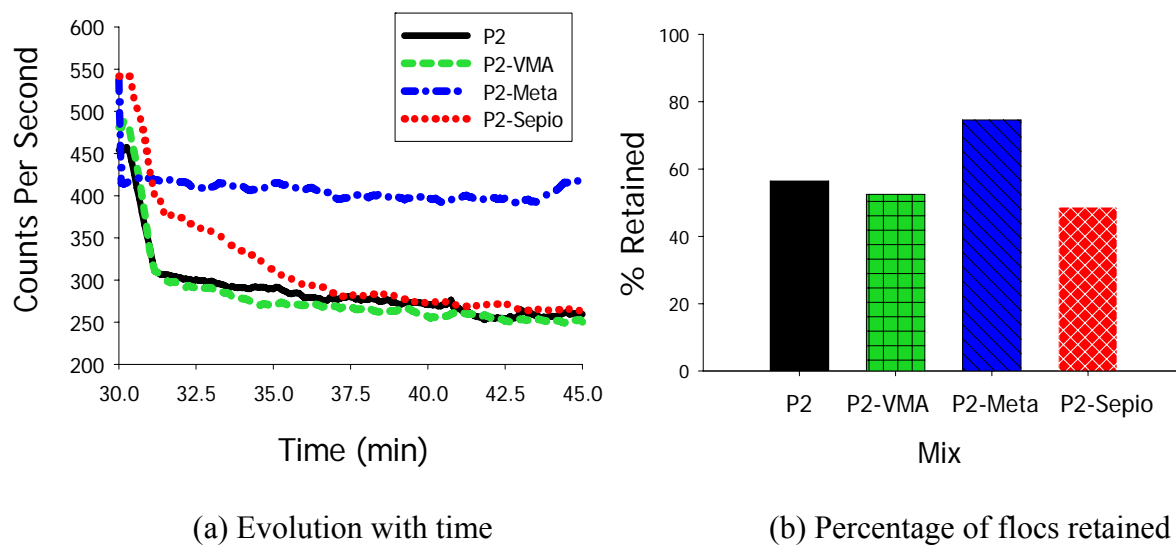 600
550
500
450
400
350
300
250
200
Counts Per Second
30.0 32.5 35.0 37.5 40.0 42.5 45.0
Time (min)
P2
P2-VMA
P2-Meta
P2-Sepio
(a) Evolution with time
100
80
60
40
20
0
% Retained
P2 P2-VMA P2-Meta P2-Sepio
Mix
(b) Percentage of flocs retained